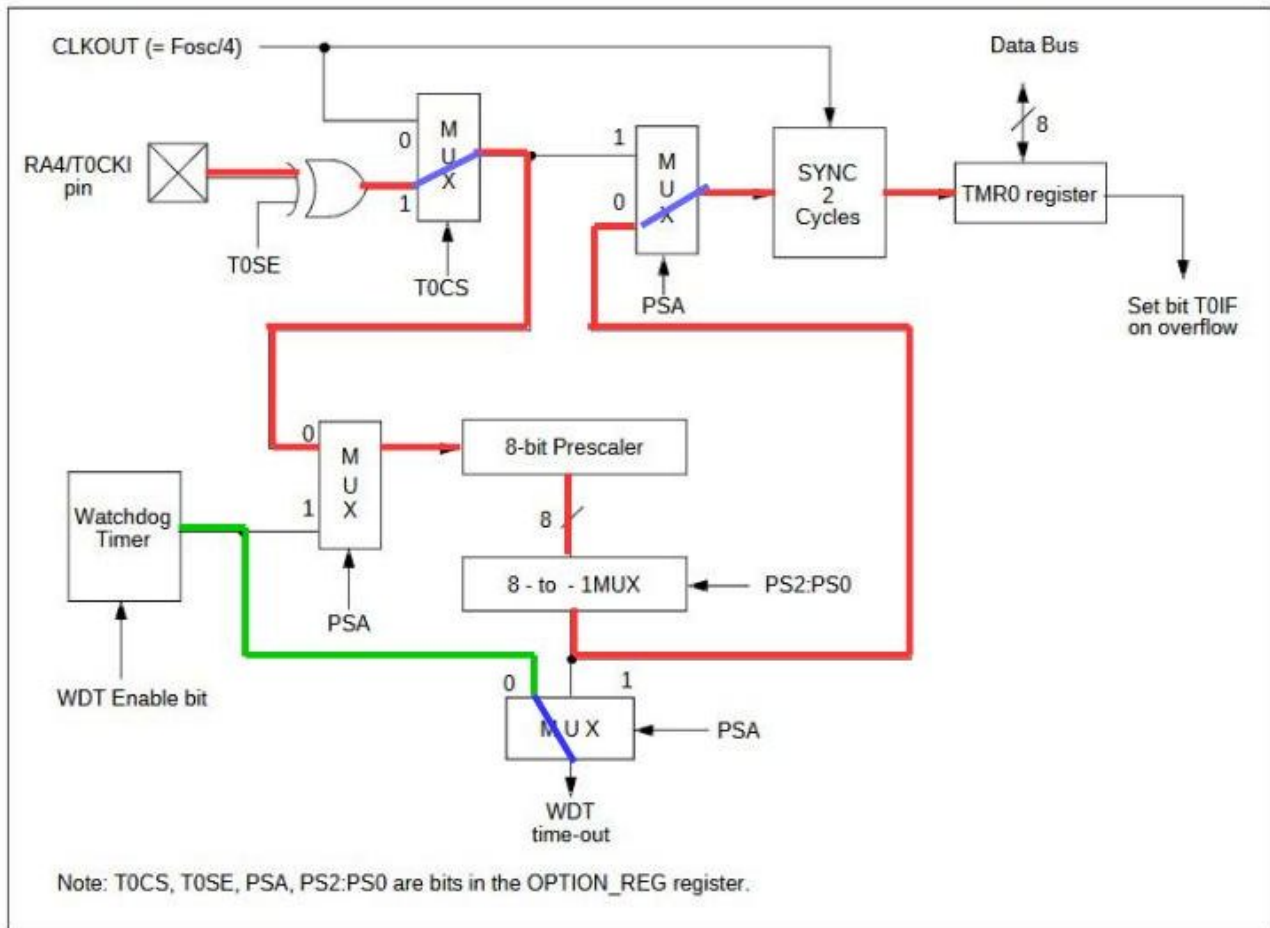 CLKOUT (= Fosc/4)
Data Bus
8
M
U
X
0
1
RA4/T0CKI
pin
T0SE
T0CS
1
0
M
U
X
PSA
SYNC
2
Cycles
TMR0 register
Set bit T0IF
on overflow
0
1
M
U
X
PSA
8-bit Prescaler
8
8 - to - 1MUX
PS2:PS0
Watchdog
Timer
WDT Enable bit
0
1
M U X
PSA
WDT
time-out
Note: T0CS, T0SE, PSA, PS2:PS0 are bits in the OPTION_REG register.